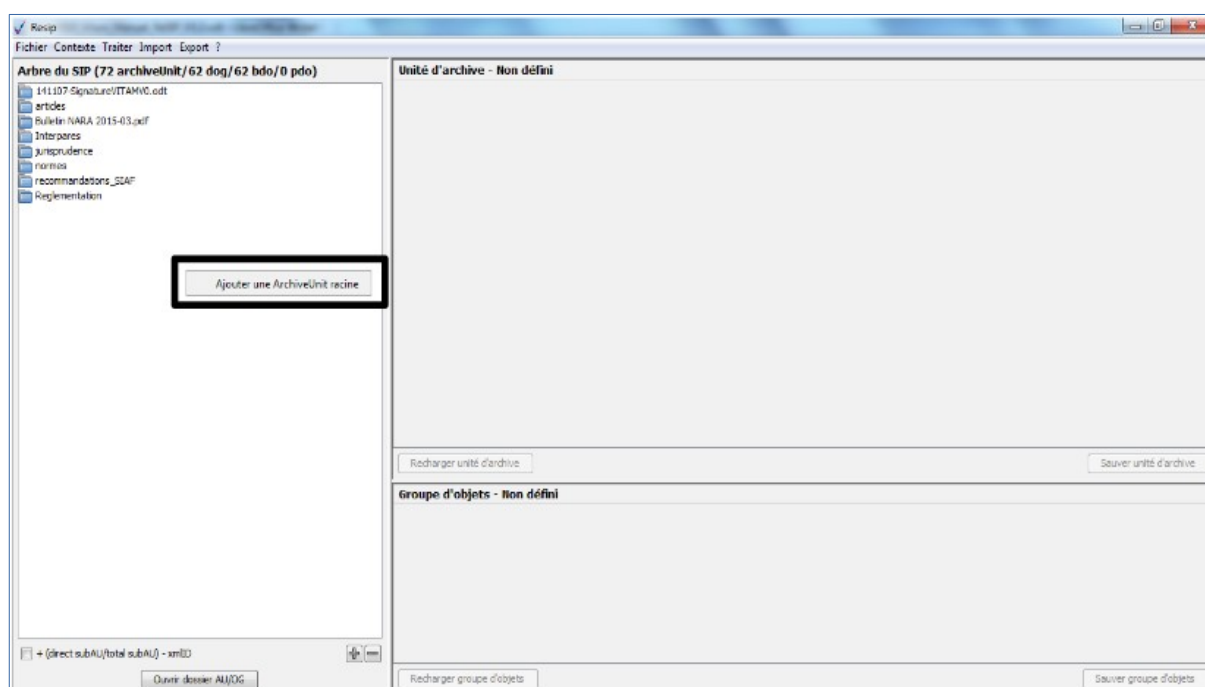 Resip
Fichier Contexte Traiter Import Export ?
Arbre du SIP (72 archiveUnit/62 dog/62 bdo/0 pdo)
141107-SignatureVITAMV0.odt
articles
Bulletin NARA 2015-03.pdf
Interpares
jurisprudence
normes
recommandations_SIAF
Reglementation
Ajouter une ArchiveUnit racine
+ (direct subAU/total subAU) - xmlID
Ouvrir dossier AU/OG
Unité d'archive - Non défini
Recharger unité d'archive
Sauver unité d'archive
Groupe d'objets - Non défini
Recharger groupe d'objets
Sauver groupe d'objets